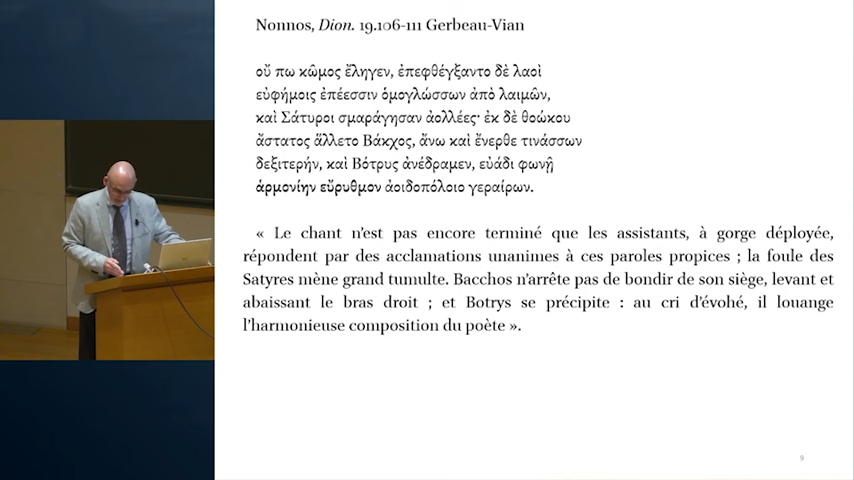 Nonnos, Dion. 19.106-111 Gerbeau-Vian
οὔ πω κῶμος ἔληγεν, ἐπεφθέγξαντο δὲ λαοὶ
εὐφήμοις ἐπέεσσιν ὁμογλώσσων ἀπὸ λαιμῶν,
καὶ Σάτυροι σμαράγησαν ἀολλέες· ἐκ δὲ θοώκου
ἄστατος ἅλλετο Βάκχος, ἄνω καὶ ἔνερθε τινάσσων
δεξιτερήν, καὶ Βότρυς ἀνέδραμεν, εὐάδι φωνῇ
ἁρμονίην εὔρυθμον ἀοιδοπόλοιο γεραίρων.
« Le chant n'est pas encore terminé que les assistants, à gorge déployée,
répondent par des acclamations unanimes à ces paroles propices ; la foule des
Satyres mène grand tumulte. Bacchos n'arrête pas de bondir de son siège, levant et
abaissant le bras droit ; et Botrys se précipite : au cri d'évohé, il louange
l'harmonieuse composition du poète ».
9